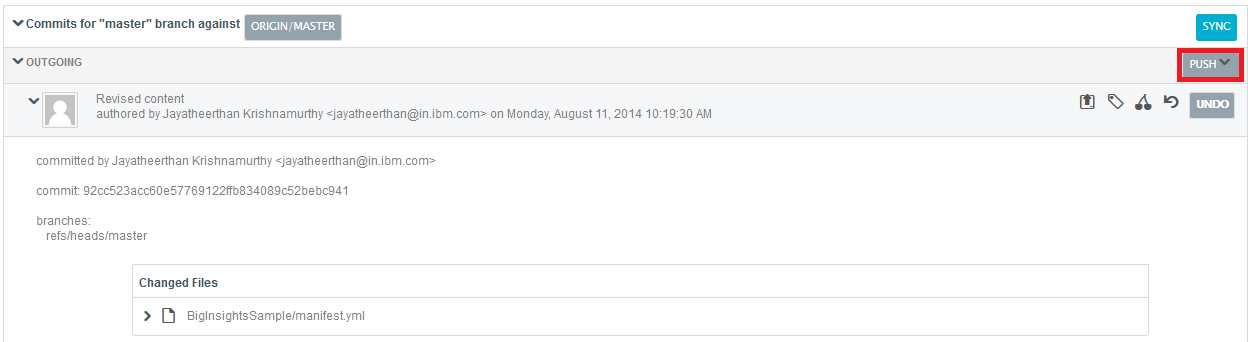 Commits for "master" branch against ORIGIN/MASTER SYNC
OUTGOING PUSH
Revised content
authored by Jayatheerthan Krishnamurthy <jayatheerthan@in.ibm.com> on Monday, August 11, 2014 10:19:30 AM UNDO
committed by Jayatheerthan Krishnamurthy <jayatheerthan@in.ibm.com>
commit: 92cc523acc60e57769122ffb834089c52bebc941
branches:
refs/heads/master
Changed Files
BigInsightsSample/manifest.yml